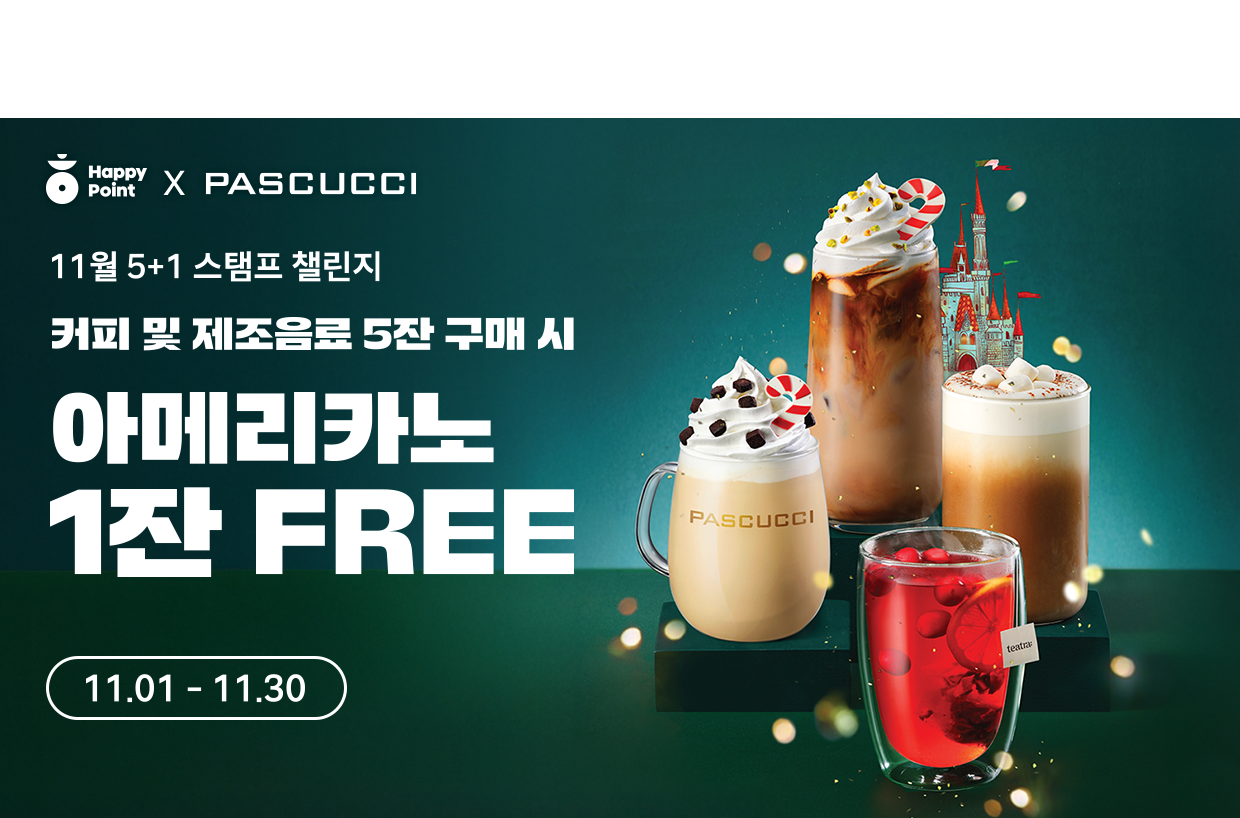 Happy
Point X PASCUCCI
11월 5+1 스탬프 챌린지
커피 및 제조음료 5잔 구매 시
아메리카노
1잔 FREE
11.01 - 11.30
PASCUCCI
teatra: